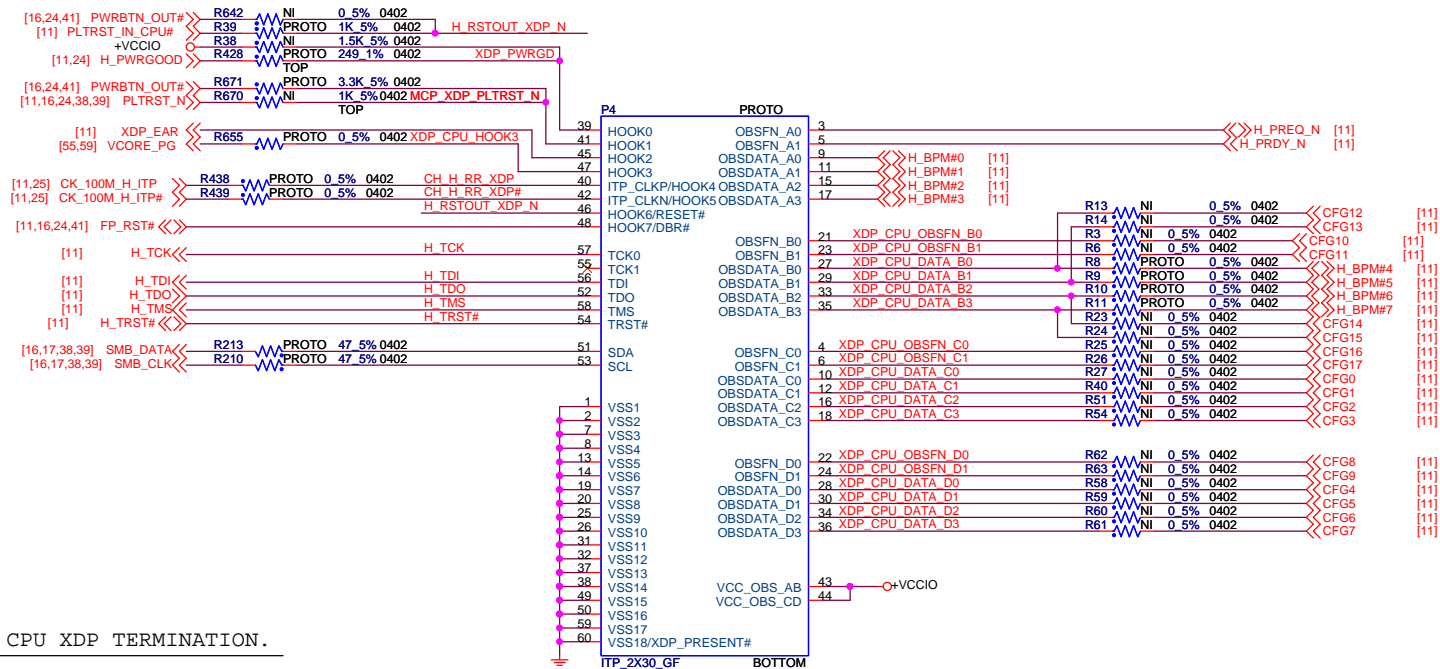 [16,24,41] PWRBTN_OUT# R642 NI 0_5% 0402
[11] PLTRST_IN_CPU# R39 PROTO 1K_5% 0402 H_RSTOUT_XDP_N
+VCCIO R38 NI 1.5K_5% 0402
[11,24] H_PWRGOOD R428 PROTO 249_1% 0402 XDP_PWRGD
TOP
[16,24,41] PWRBTN_OUT# R671 PROTO 3.3K_5% 0402
[11,16,24,38,39] PLTRST_N R670 NI 1K_5% 0402 MCP_XDP_PLTRST_N
TOP
[11] XDP_EAR
[55,59] VCORE_PG R655 PROTO 0_5% 0402 XDP_CPU_HOOK3
[11,25] CK_100M_H_ITP R438 PROTO 0_5% 0402 CH_H_RR_XDP
[11,25] CK_100M_H_ITP# R439 PROTO 0_5% 0402 CH_H_RR_XDP#
H_RSTOUT_XDP_N
[11,16,24,41] FP_RST#
[11] H_TCK H_TCK
[11] H_TDI H_TDI
[11] H_TDO H_TDO
[11] H_TMS H_TMS
[11] H_TRST# H_TRST#
[16,17,38,39] SMB_DATA R213 PROTO 47_5% 0402
[16,17,38,39] SMB_CLK R210 PROTO 47_5% 0402
P4 PROTO
39 HOOK0
41 HOOK1
45 HOOK2
47 HOOK3
40 ITP_CLKP/HOOK4
42 ITP_CLKN/HOOK5
46 HOOK6/RESET#
48 HOOK7/DBR#
57 TCK0
55 TCK1
56 TDI
52 TDO
58 TMS
54 TRST#
51 SDA
53 SCL
1 VSS1
2 VSS2
7 VSS3
8 VSS4
13 VSS5
14 VSS6
19 VSS7
20 VSS8
25 VSS9
26 VSS10
31 VSS11
32 VSS12
37 VSS13
38 VSS14
49 VSS15
50 VSS16
59 VSS17
60 VSS18/XDP_PRESENT#
OBSFN_A0 3 H_PREQ_N [11]
OBSFN_A1 5 H_PRDY_N [11]
OBSDATA_A0 9 H_BPM#0 [11]
OBSDATA_A1 11 H_BPM#1 [11]
OBSDATA_A2 15 H_BPM#2 [11]
OBSDATA_A3 17 H_BPM#3 [11]
R13 NI 0_5% 0402 CFG12 [11]
R14 NI 0_5% 0402 CFG13 [11]
OBSFN_B0 21 XDP_CPU_OBSFN_B0 R3 NI 0_5% 0402 CFG10 [11]
OBSFN_B1 23 XDP_CPU_OBSFN_B1 R6 NI 0_5% 0402 CFG11 [11]
OBSDATA_B0 27 XDP_CPU_DATA_B0 R8 PROTO 0_5% 0402 H_BPM#4 [11]
OBSDATA_B1 29 XDP_CPU_DATA_B1 R9 PROTO 0_5% 0402 H_BPM#5 [11]
OBSDATA_B2 33 XDP_CPU_DATA_B2 R10 PROTO 0_5% 0402 H_BPM#6 [11]
OBSDATA_B3 35 XDP_CPU_DATA_B3 R11 PROTO 0_5% 0402 H_BPM#7 [11]
R23 NI 0_5% 0402 CFG14 [11]
R24 NI 0_5% 0402 CFG15 [11]
OBSFN_C0 4 XDP_CPU_OBSFN_C0 R25 NI 0_5% 0402 CFG16 [11]
OBSFN_C1 6 XDP_CPU_OBSFN_C1 R26 NI 0_5% 0402 CFG17 [11]
OBSDATA_C0 10 XDP_CPU_DATA_C0 R27 NI 0_5% 0402 CFG0 [11]
OBSDATA_C1 12 XDP_CPU_DATA_C1 R40 NI 0_5% 0402 CFG1 [11]
OBSDATA_C2 16 XDP_CPU_DATA_C2 R51 NI 0_5% 0402 CFG2 [11]
OBSDATA_C3 18 XDP_CPU_DATA_C3 R54 NI 0_5% 0402 CFG3 [11]
OBSFN_D0 22 XDP_CPU_OBSFN_D0 R62 NI 0_5% 0402 CFG8 [11]
OBSFN_D1 24 XDP_CPU_OBSFN_D1 R63 NI 0_5% 0402 CFG9 [11]
OBSDATA_D0 28 XDP_CPU_DATA_D0 R58 NI 0_5% 0402 CFG4 [11]
OBSDATA_D1 30 XDP_CPU_DATA_D1 R59 NI 0_5% 0402 CFG5 [11]
OBSDATA_D2 34 XDP_CPU_DATA_D2 R60 NI 0_5% 0402 CFG6 [11]
OBSDATA_D3 36 XDP_CPU_DATA_D3 R61 NI 0_5% 0402 CFG7 [11]
VCC_OBS_AB 43 +VCCIO
VCC_OBS_CD 44
ITP_2X30_GF BOTTOM
CPU XDP TERMINATION.